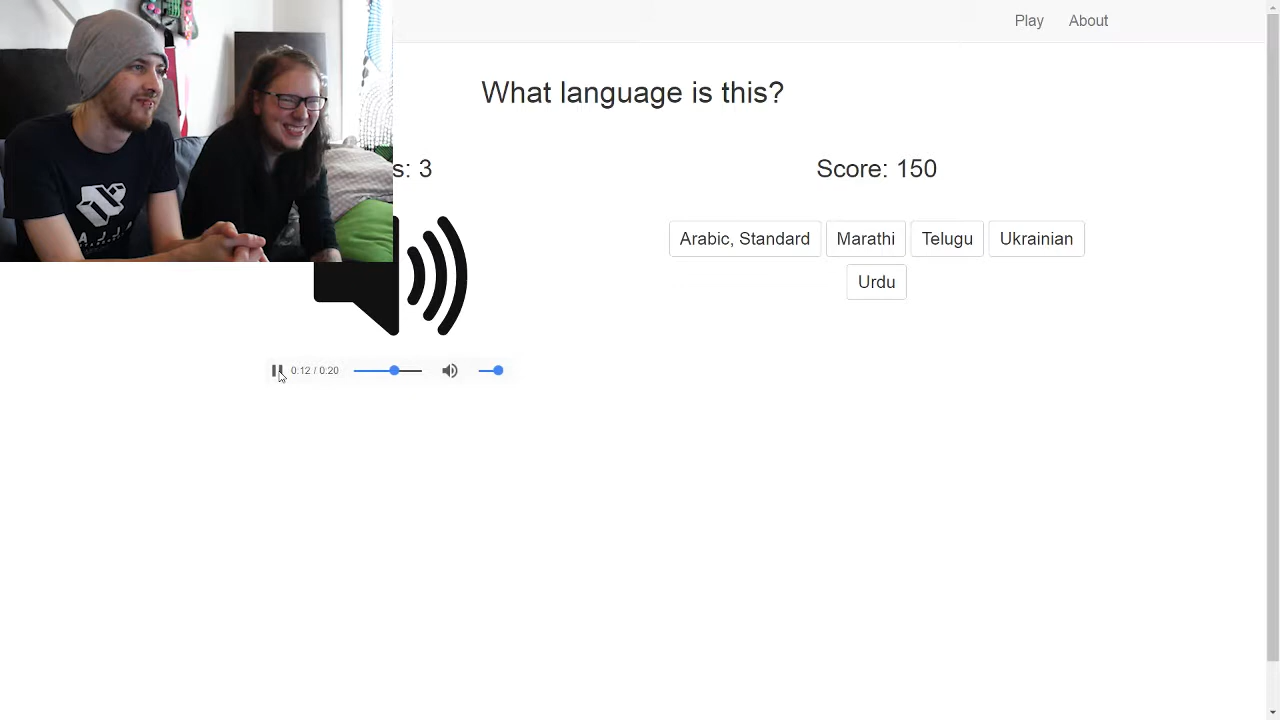 Play About
What language is this?
s: 3
Score: 150
Arabic, Standard Marathi Telugu Ukrainian
Urdu
0:12 / 0:20